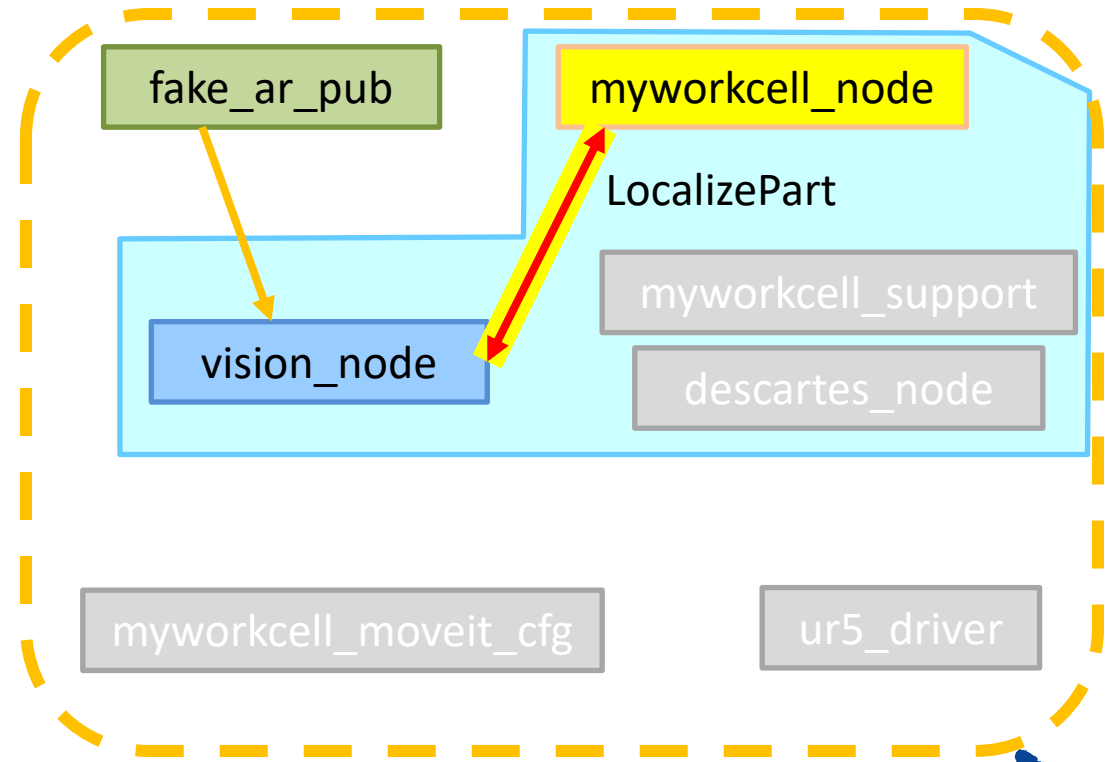 fake_ar_pub
myworkcell_node
LocalizePart
myworkcell_support
vision_node
descartes_node
myworkcell_moveit_cfg
ur5_driver